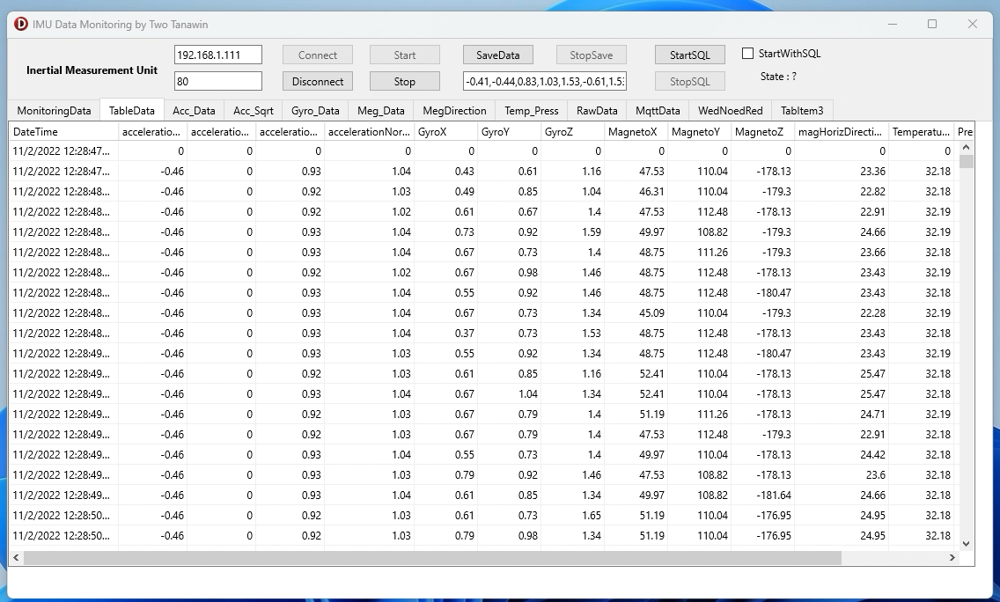 IMU Data Monitoring by Two Tanawin
Inertial Measurement Unit
192.168.1.111 Connect Start SaveData StopSave StartSQL StartWithSQL
80 Disconnect Stop -0.41,-0.44,0.83,1.03,1.53,-0.61,1.53 StopSQL State : ?
MonitoringData TableData Acc_Data Acc_Sqrt Gyro_Data Meg_Data MegDirection Temp_Press RawData MqttData WedNoedRed TabItem3
DateTime acceleratio... acceleratio... acceleratio... accelerationNor... GyroX GyroY GyroZ MagnetoX MagnetoY MagnetoZ magHorizDirecti... Temperatu... Pre
11/2/2022 12:28:47... 0 0 0 0 0 0 0 0 0 0 0 0
11/2/2022 12:28:47... -0.46 0 0.93 1.04 0.43 0.61 1.16 47.53 110.04 -178.13 23.36 32.18
11/2/2022 12:28:48... -0.46 0 0.92 1.03 0.49 0.85 1.04 46.31 110.04 -179.3 22.82 32.18
11/2/2022 12:28:48... -0.46 0 0.92 1.02 0.61 0.67 1.4 47.53 112.48 -178.13 22.91 32.19
11/2/2022 12:28:48... -0.46 0 0.93 1.04 0.73 0.92 1.59 49.97 108.82 -179.3 24.66 32.19
11/2/2022 12:28:48... -0.46 0 0.93 1.04 0.67 0.73 1.4 48.75 111.26 -179.3 23.66 32.18
11/2/2022 12:28:48... -0.46 0 0.92 1.02 0.67 0.98 1.46 48.75 112.48 -178.13 23.43 32.19
11/2/2022 12:28:48... -0.46 0 0.93 1.04 0.55 0.92 1.46 48.75 112.48 -180.47 23.43 32.18
11/2/2022 12:28:48... -0.46 0 0.93 1.04 0.67 0.73 1.34 45.09 110.04 -179.3 22.28 32.19
11/2/2022 12:28:48... -0.46 0 0.93 1.04 0.37 0.73 1.53 48.75 112.48 -178.13 23.43 32.18
11/2/2022 12:28:49... -0.46 0 0.93 1.03 0.55 0.92 1.34 48.75 112.48 -180.47 23.43 32.19
11/2/2022 12:28:49... -0.46 0 0.92 1.03 0.61 0.85 1.16 52.41 110.04 -178.13 25.47 32.18
11/2/2022 12:28:49... -0.46 0 0.93 1.04 0.67 1.04 1.34 52.41 110.04 -178.13 25.47 32.18
11/2/2022 12:28:49... -0.46 0 0.92 1.03 0.67 0.79 1.4 51.19 111.26 -178.13 24.71 32.19
11/2/2022 12:28:49... -0.46 0 0.92 1.03 0.67 0.79 1.4 47.53 112.48 -179.3 22.91 32.18
11/2/2022 12:28:49... -0.46 0 0.93 1.04 0.55 0.73 1.4 49.97 110.04 -178.13 24.42 32.18
11/2/2022 12:28:49... -0.46 0 0.93 1.03 0.79 0.92 1.46 47.53 108.82 -178.13 23.6 32.18
11/2/2022 12:28:49... -0.46 0 0.93 1.04 0.61 0.85 1.34 49.97 108.82 -181.64 24.66 32.18
11/2/2022 12:28:50... -0.46 0 0.92 1.03 0.61 0.73 1.65 51.19 110.04 -176.95 24.95 32.18
11/2/2022 12:28:50... -0.46 0 0.92 1.03 0.79 0.98 1.34 51.19 110.04 -176.95 24.95 32.18